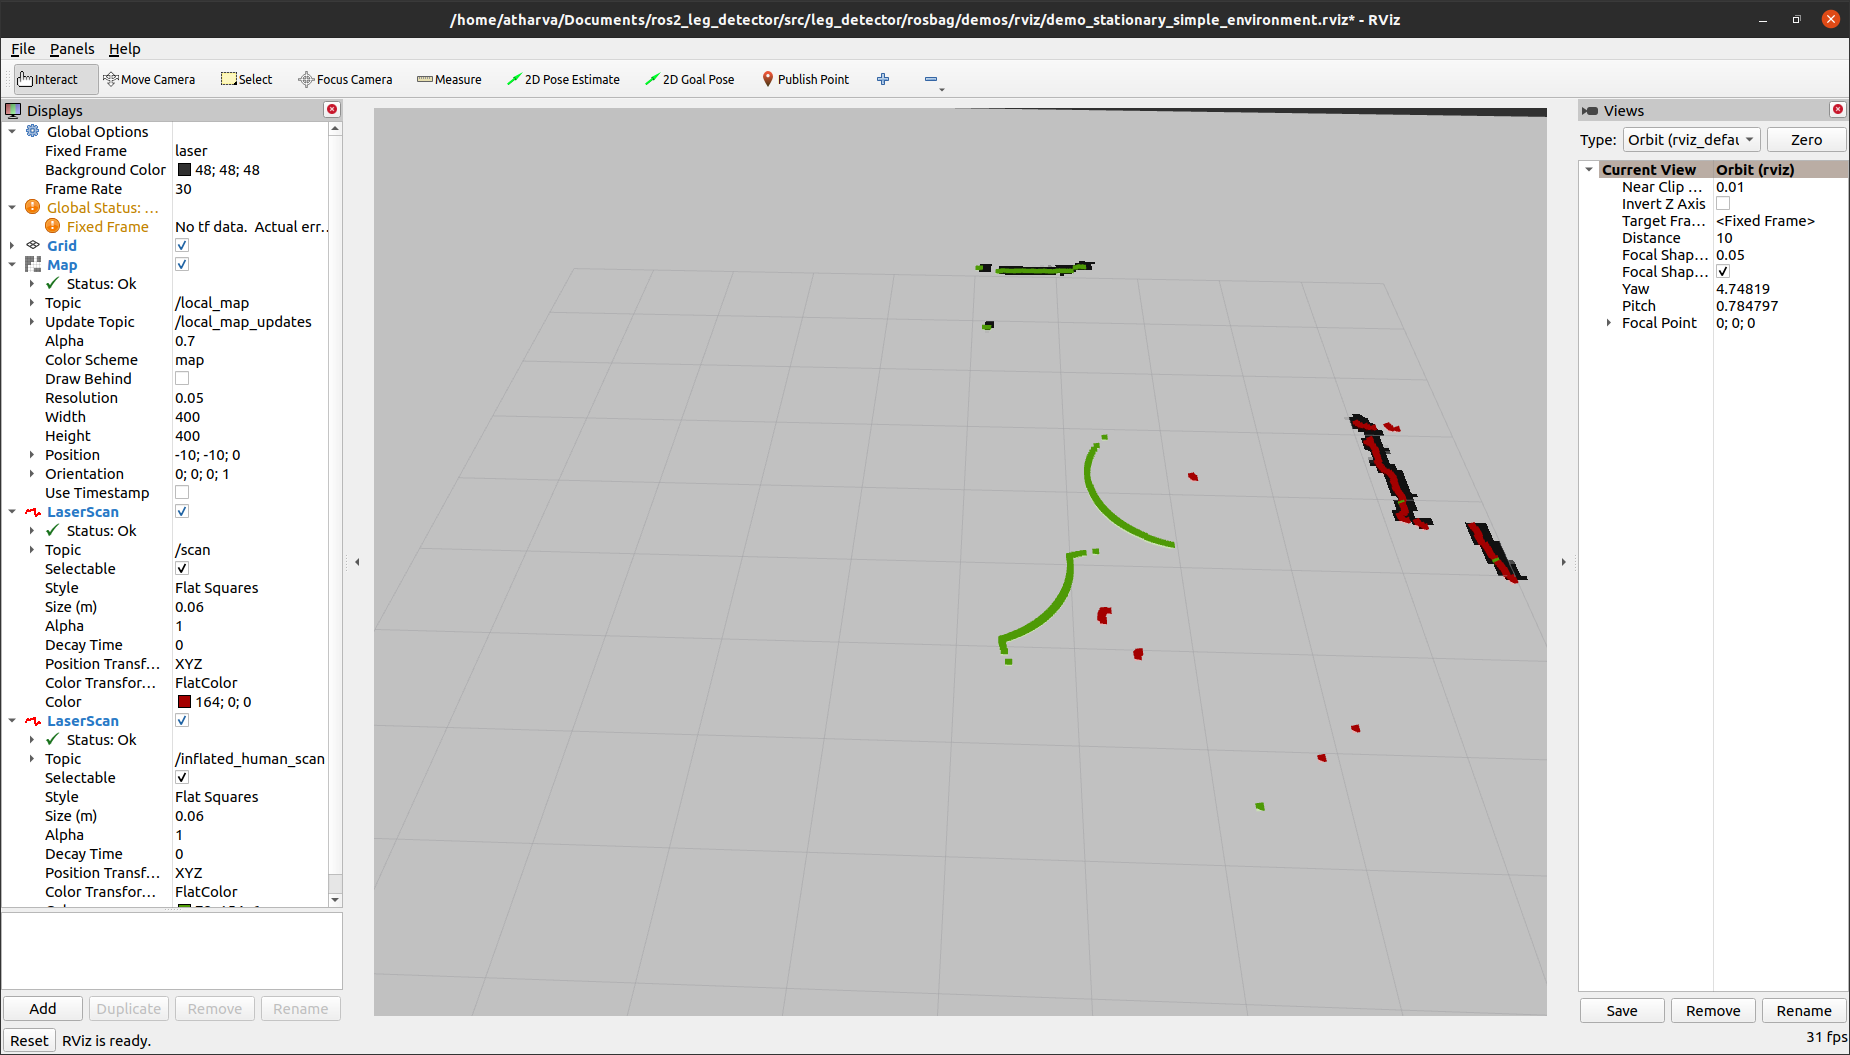 /home/atharva/Documents/ros2_leg_detector/src/leg_detector/rosbag/demos/rviz/demo_stationary_simple_environment.rviz* - RViz
File Panels Help
Interact Move Camera Select Focus Camera Measure 2D Pose Estimate 2D Goal Pose Publish Point
Displays
Global Options
Fixed Frame laser
Background Color 48; 48; 48
Frame Rate 30
Global Status: ...
Fixed Frame No tf data. Actual err...
Grid
Map
Status: Ok
Topic /local_map
Update Topic /local_map_updates
Alpha 0.7
Color Scheme map
Draw Behind
Resolution 0.05
Width 400
Height 400
Position -10; -10; 0
Orientation 0; 0; 0; 1
Use Timestamp
LaserScan
Status: Ok
Topic /scan
Selectable
Style Flat Squares
Size (m) 0.06
Alpha 1
Decay Time 0
Position Transf... XYZ
Color Transfor... FlatColor
Color 164; 0; 0
LaserScan
Status: Ok
Topic /inflated_human_scan
Selectable
Style Flat Squares
Size (m) 0.06
Alpha 1
Decay Time 0
Position Transf... XYZ
Color Transfor... FlatColor
Add Duplicate Remove Rename
Reset RViz is ready.
Views
Type: Orbit (rviz_defau Zero
Current View Orbit (rviz)
Near Clip ... 0.01
Invert Z Axis
Target Fra... <Fixed Frame>
Distance 10
Focal Shap... 0.05
Focal Shap...
Yaw 4.74819
Pitch 0.784797
Focal Point 0; 0; 0
Save Remove Rename
31 fps